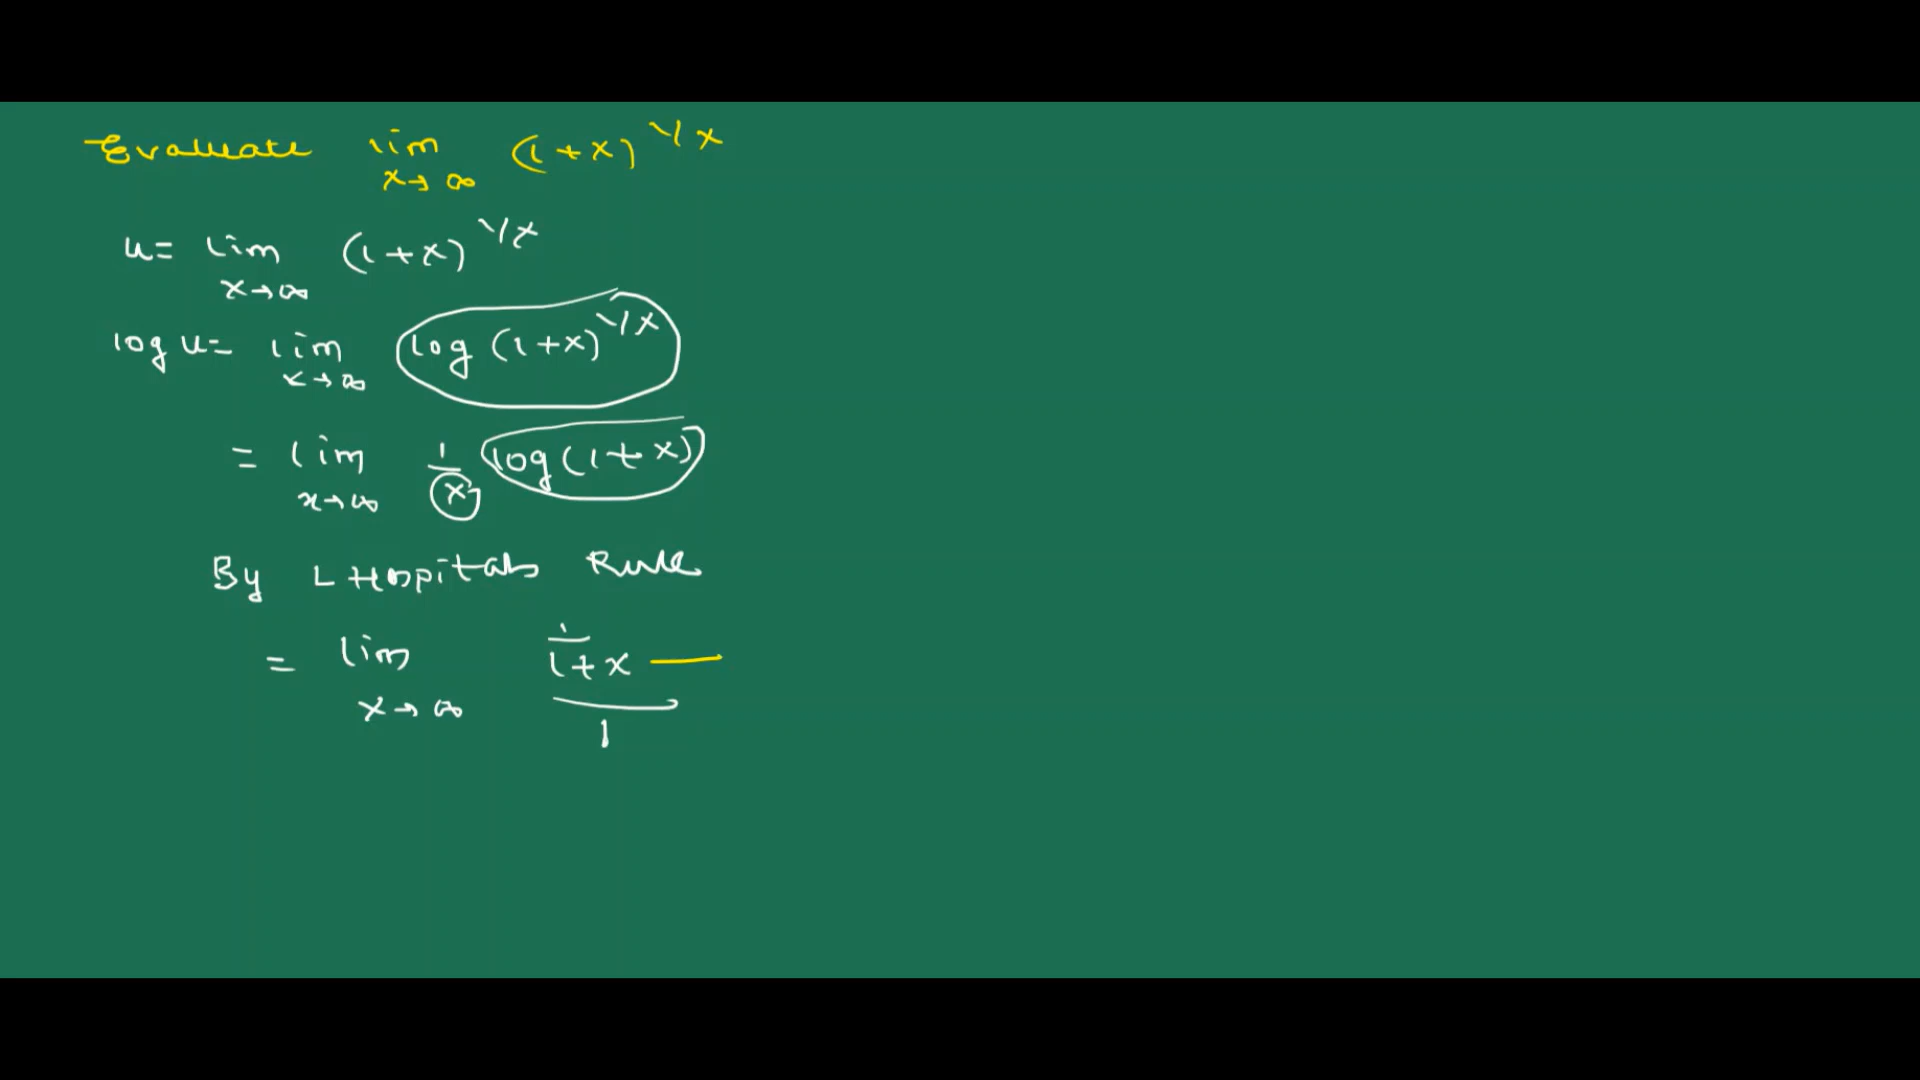 Evaluate lim x→∞ (1+x)^1/x
u= lim x→∞ (1+x)^1/x
log u= lim x→∞ log (1+x)^1/x
= lim x→∞ 1/x log(1+x)
By L Hospitals Rule
= lim x→∞ (1/(1+x))/1